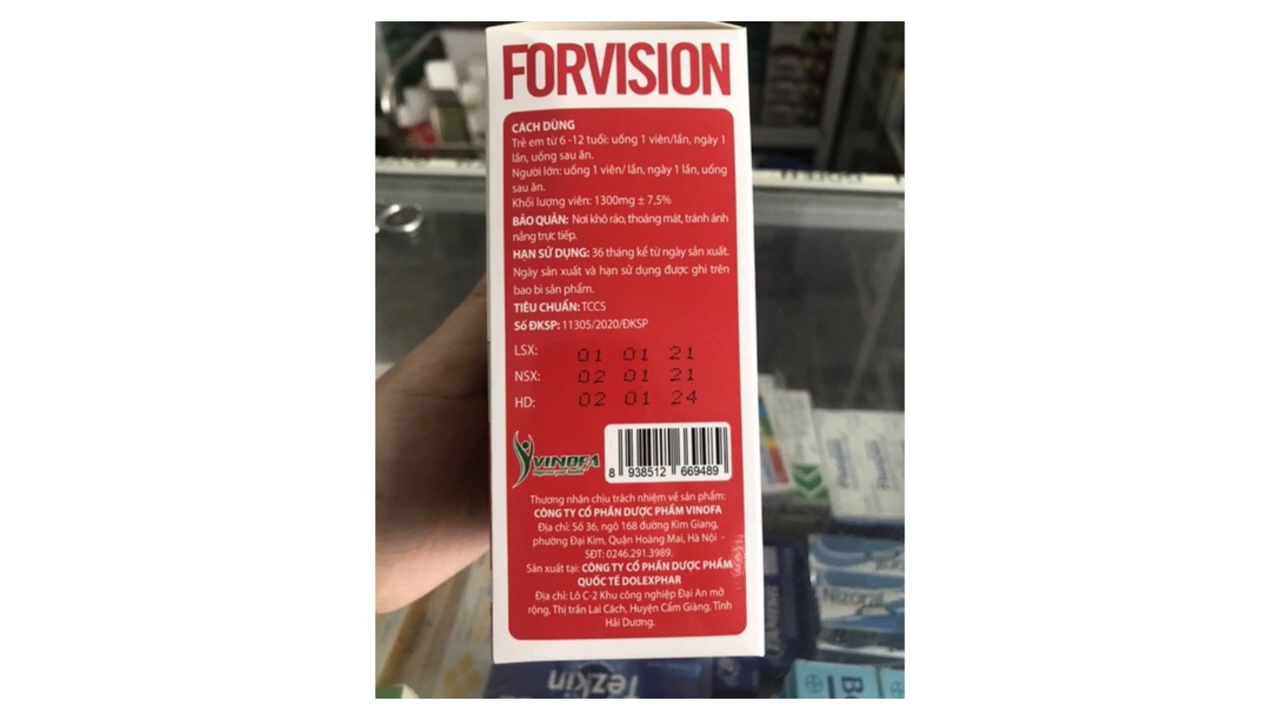 FORVISION
CÁCH DÙNG
Trẻ em từ 6 -12 tuổi: uống 1 viên/lần, ngày 1
lần, uống sau ăn.
Người lớn: uống 1 viên/ lần, ngày 1 lần, uống
sau ăn.
Khối lượng viên: 1300mg ± 7,5%
BẢO QUẢN: Nơi khô ráo, thoáng mát, tránh ánh
nắng trực tiếp.
HẠN SỬ DỤNG: 36 tháng kể từ ngày sản xuất.
Ngày sản xuất và hạn sử dụng được ghi trên
bao bì sản phẩm.
TIÊU CHUẨN: TCCS
Số ĐKSP: 11305/2020/ĐKSP
LSX: 01 01 21
NSX: 02 01 21
HD: 02 01 24
VINOFA
Improve your health
8 938512 669489
Thương nhân chịu trách nhiệm về sản phẩm:
CÔNG TY CỔ PHẦN DƯỢC PHẨM VINOFA
Địa chỉ: Số 36, ngõ 168 đường Kim Giang,
phường Đại Kim, Quận Hoàng Mai, Hà Nội -
SĐT: 0246.291.3989.
Sản xuất tại: CÔNG TY CỔ PHẦN DƯỢC PHẨM
QUỐC TẾ DOLEXPHAR
Địa chỉ: Lô C-2 Khu công nghiệp Đại An mở
rộng, Thị trấn Lai Cách, Huyện Cẩm Giàng, Tỉnh
Hải Dương.
Tezkin